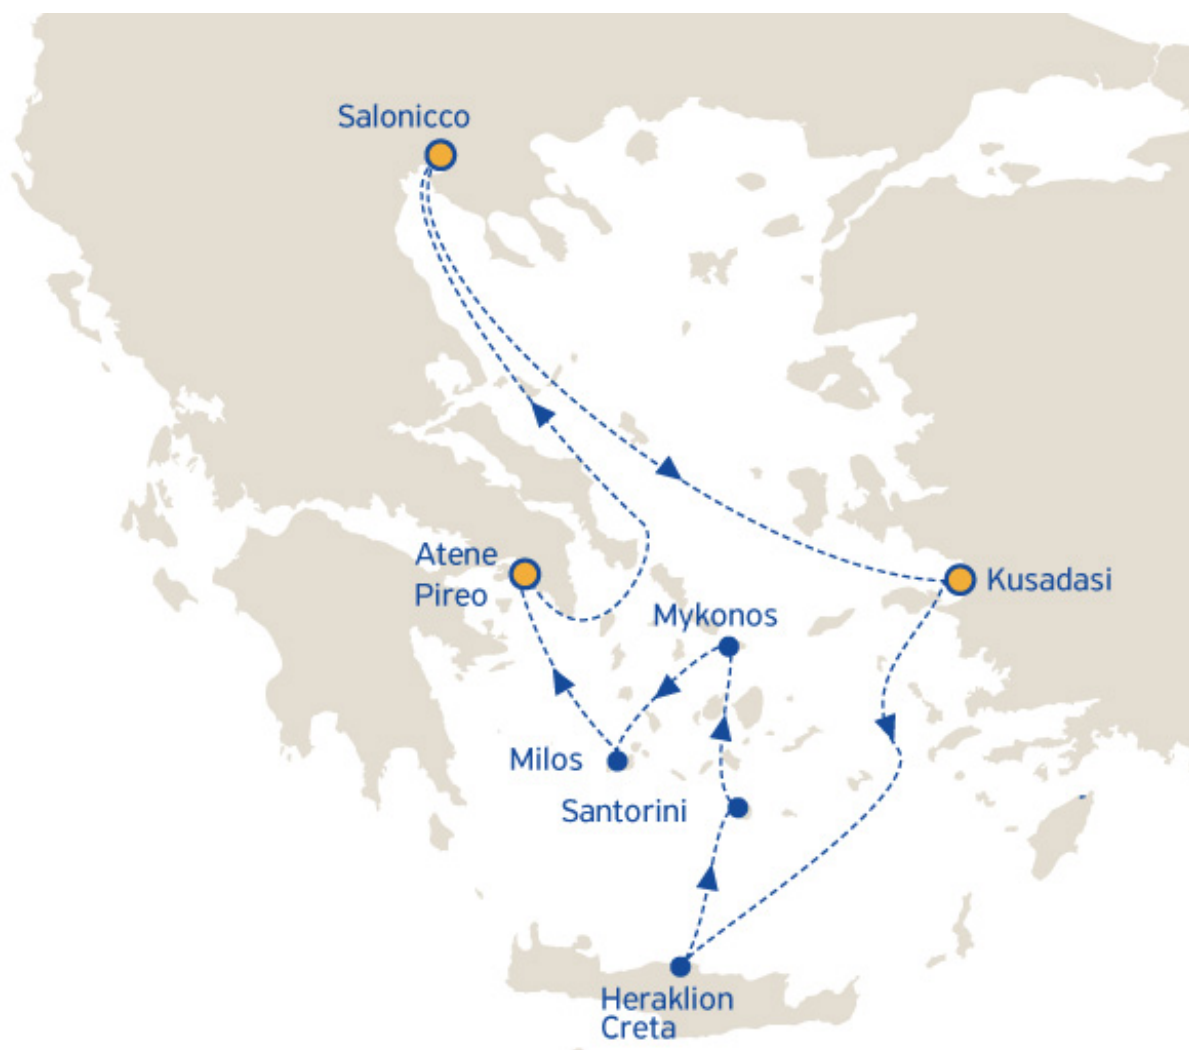 Salonicco
Atene
Pireo
Kusadasi
Mykonos
Milos
Santorini
Heraklion
Creta